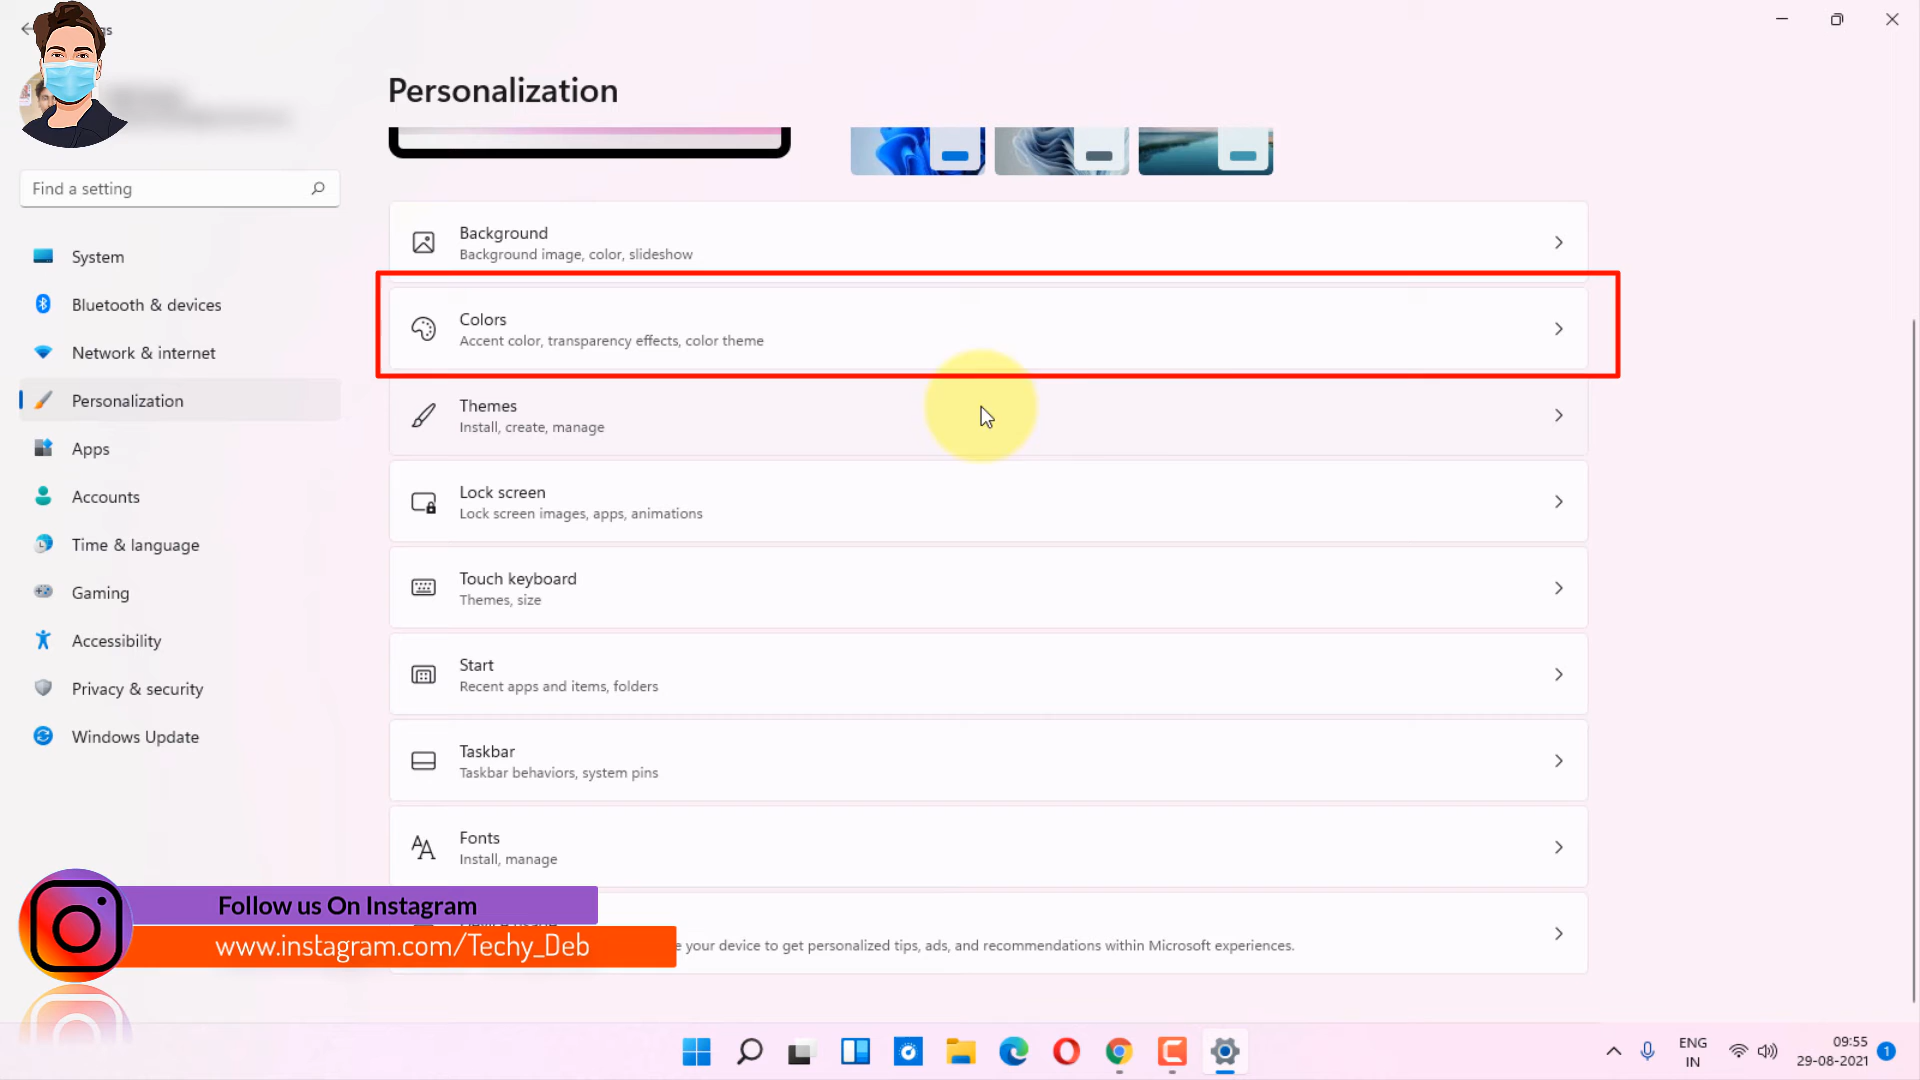 Personalization
Find a setting
System
Bluetooth & devices
Network & internet
Personalization
Apps
Accounts
Time & language
Gaming
Accessibility
Privacy & security
Windows Update
Background
Background image, color, slideshow
Colors
Accent color, transparency effects, color theme
Themes
Install, create, manage
Lock screen
Lock screen images, apps, animations
Touch keyboard
Themes, size
Start
Recent apps and items, folders
Taskbar
Taskbar behaviors, system pins
Fonts
Install, manage
your device to get personalized tips, ads, and recommendations within Microsoft experiences.
Follow us On Instagram
www.instagram.com/Techy_Deb
ENG
IN
09:55
29-08-2021
1